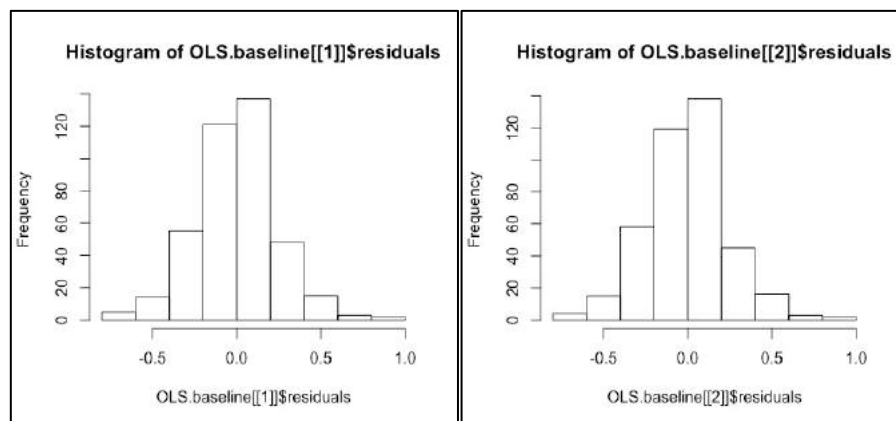 Histogram of OLS.baseline[[1]]$residuals
Frequency
0 20 40 60 80 120
-0.5 0.0 0.5 1.0
OLS.baseline[[1]]$residuals
Histogram of OLS.baseline[[2]]$residuals
Frequency
0 20 40 60 80 120
-0.5 0.0 0.5 1.0
OLS.baseline[[2]]$residuals